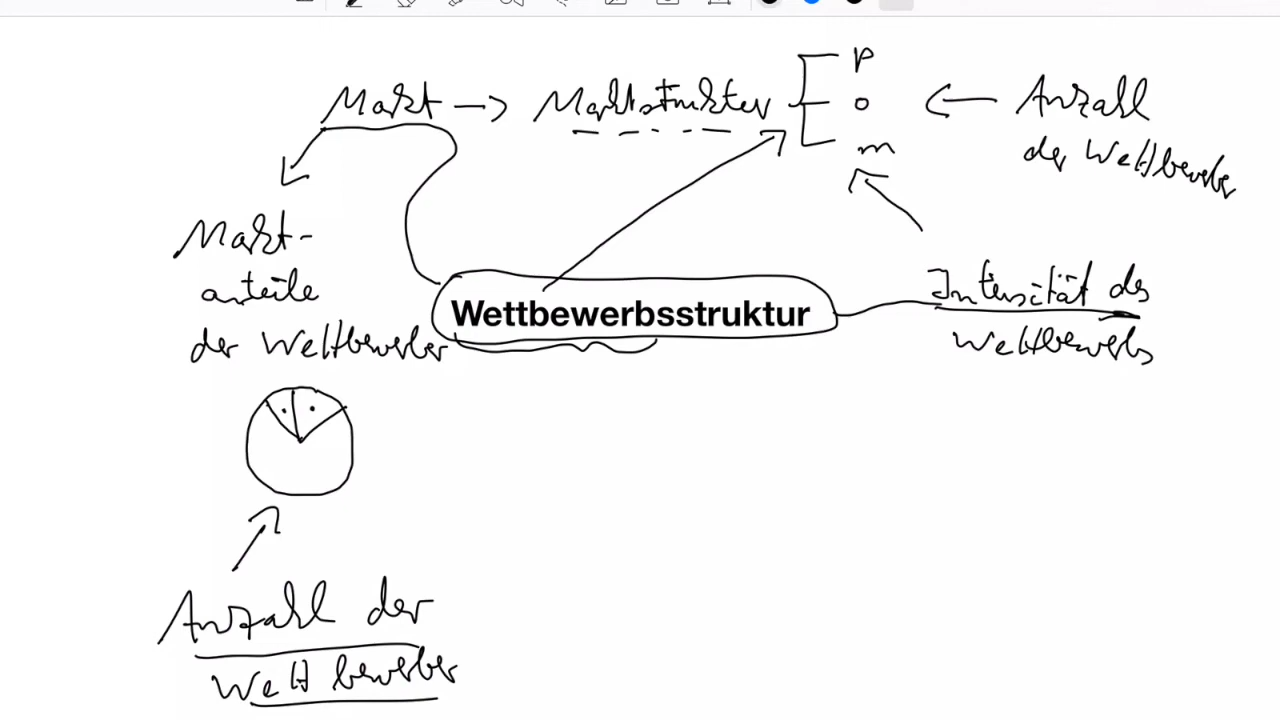 Markt → Marktstruktur
p
o
m
← Anzahl
der Wettbewerber
Markt-
anteile
der Wettbewerber
Wettbewerbsstruktur
Intensität des
Wettbewerbs
Anzahl der
Wettbewerber